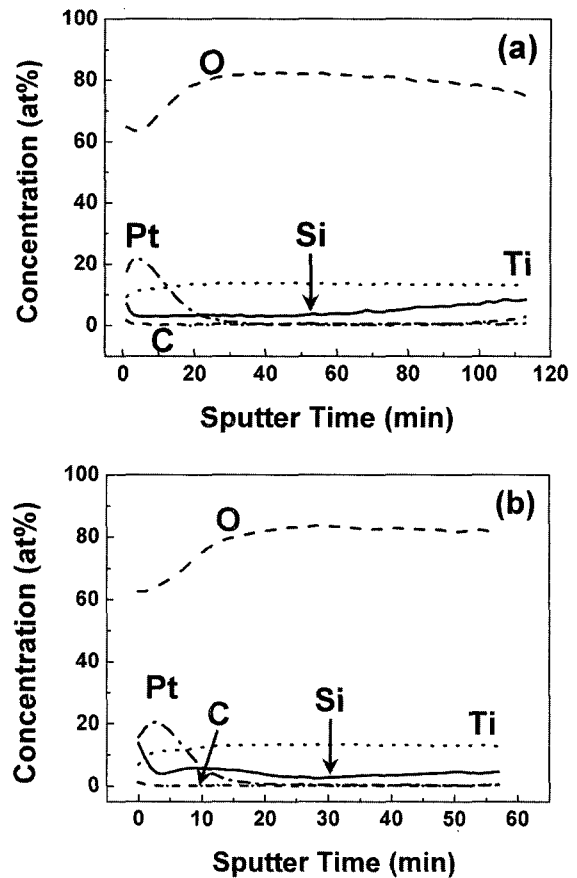 100
(a)
O
80
60
Concentration (at%)
40
Pt
Si
20
Ti
0
C
0 20 40 60 80 100 120
Sputter Time (min)
100
(b)
O
80
60
Concentration (at%)
40
Pt
C
Si
20
Ti
0
0 10 20 30 40 50 60
Sputter Time (min)